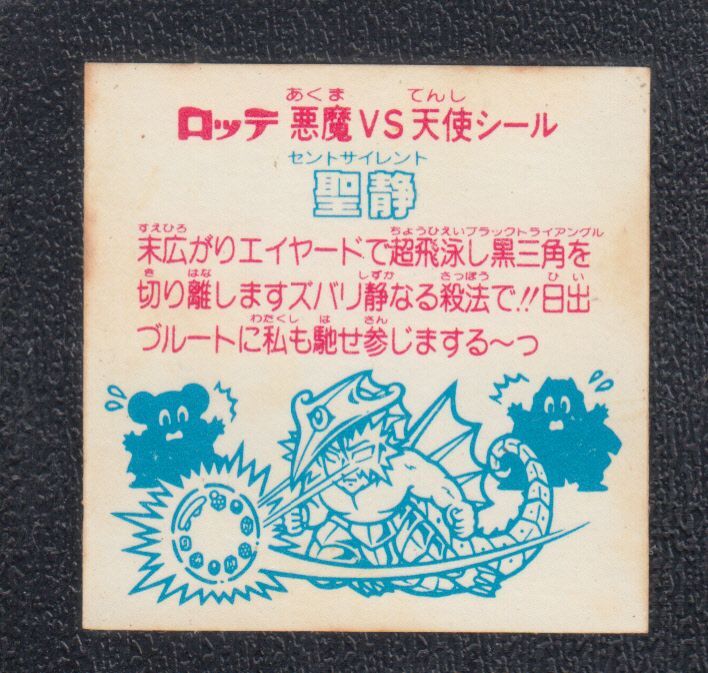 あくま てんし
ロッテ 悪魔VS天使シール
セントサイレント
聖静
すえひろ ちょうひえいブラックトライアングル
末広がりエイヤードで超飛泳し黒三角を
き はな しずか さっぽう ひ い
切り離しますズバリ静なる殺法で!!日出
わたくし は さん
ブルートに私も馳せ参じまする〜っ